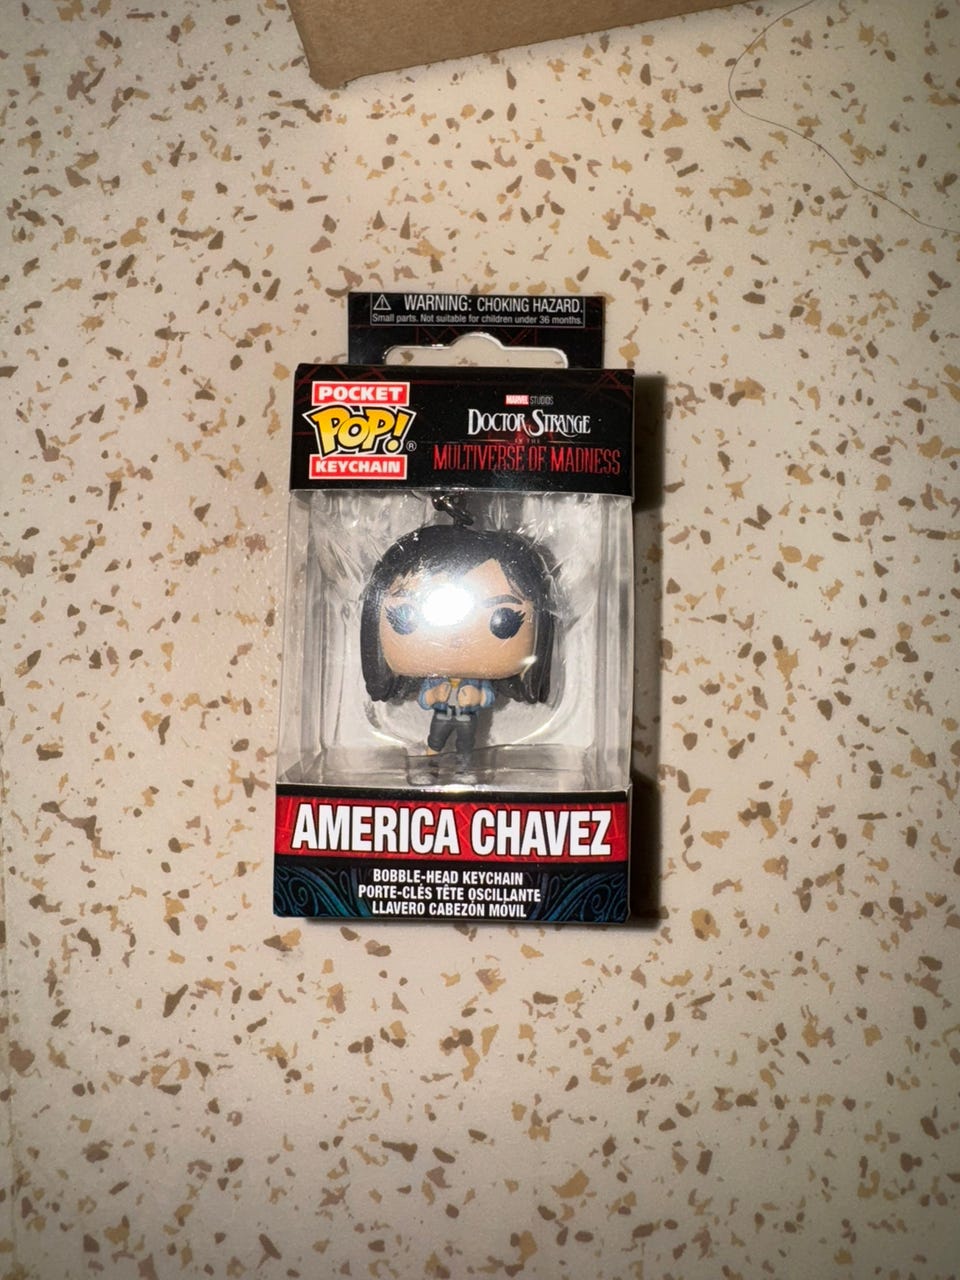 WARNING: CHOKING HAZARD.
Small parts. Not suitable for children under 36 months.
POCKET
POP! ®
KEYCHAIN
MARVEL STUDIOS
DOCTOR STRANGE
IN THE
MULTIVERSE OF MADNESS
AMERICA CHAVEZ
BOBBLE-HEAD KEYCHAIN
PORTE-CLÉS TÊTE OSCILLANTE
LLAVERO CABEZÓN MÓVIL